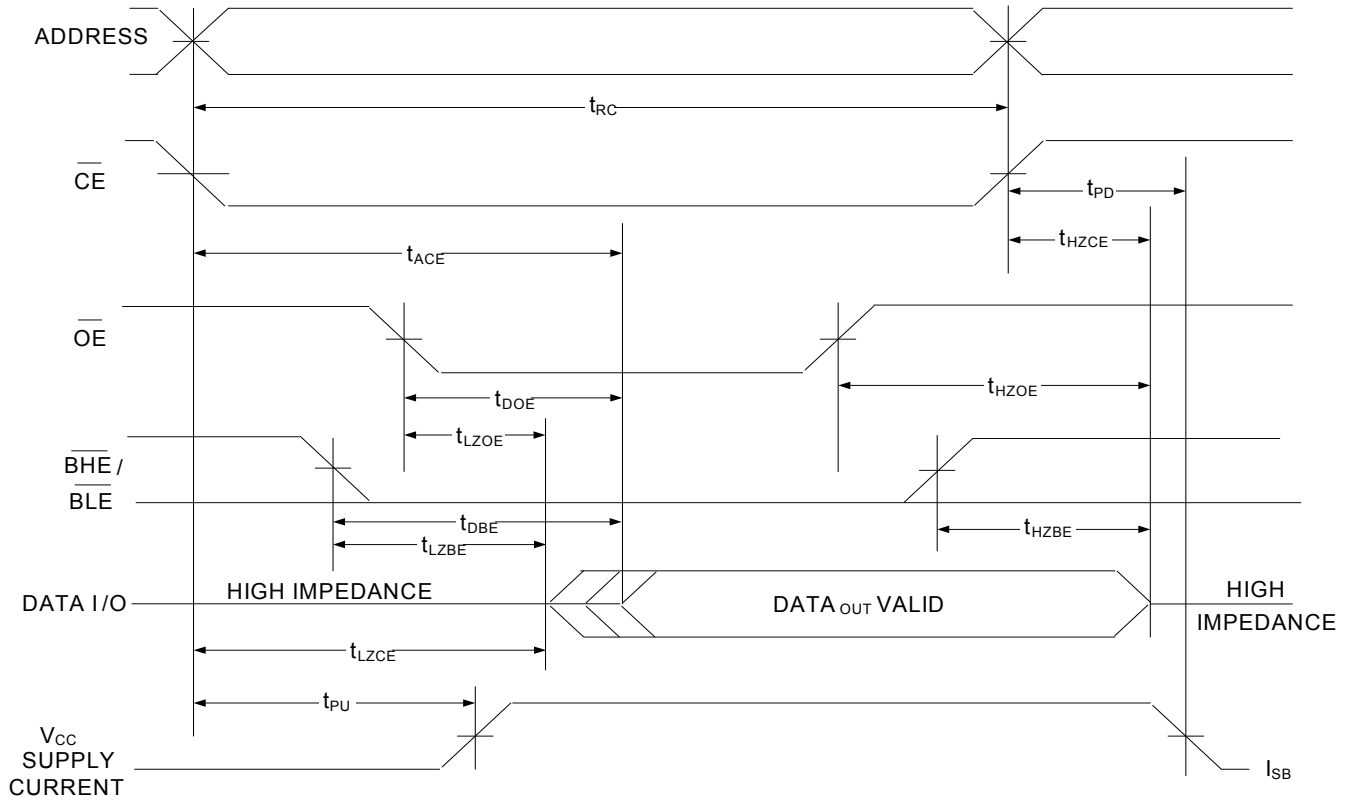 ADDRESS
tRC
CE
tPD
tHZCE
tACE
OE
tHZOE
tDOE
tLZOE
BHE /
BLE
tDBE
tHZBE
tLZBE
DATA I/O
HIGH IMPEDANCE
DATA OUT VALID
HIGH
IMPEDANCE
tLZCE
tPU
VCC
SUPPLY
CURRENT
ISB